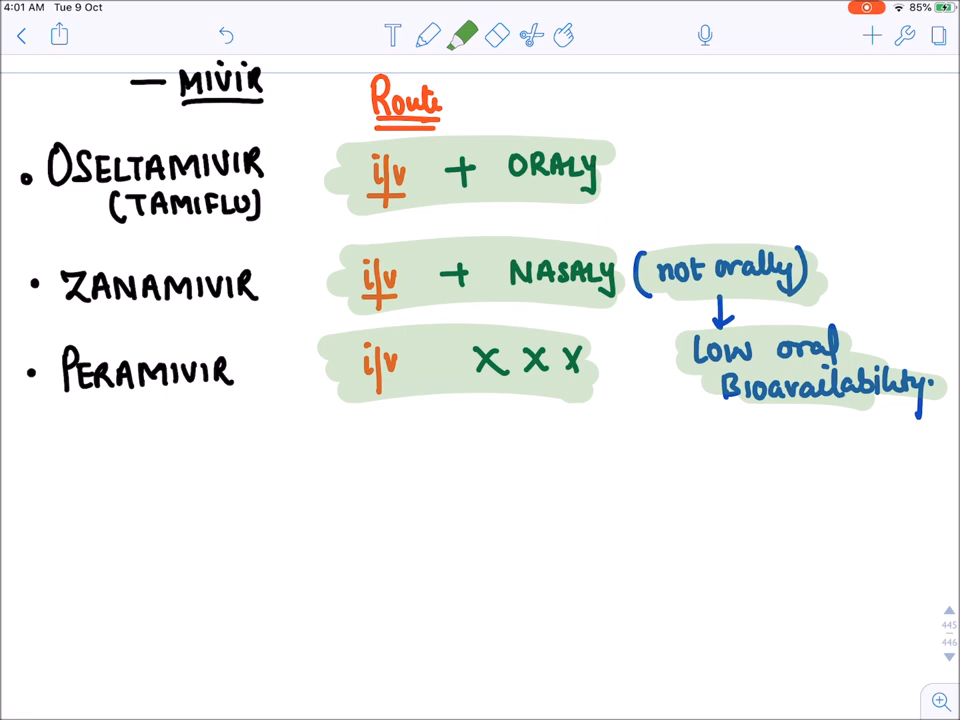 4:01 AM Tue 9 Oct
85%
T
— MIVIR
Route
• OSELTAMIVIR i/v + ORALY
(TAMIFLU)
• ZANAMIVIR i/v + NASALY (not orally)
• PERAMIVIR i/v X X X
Low oral
Bioavailability.
445
446